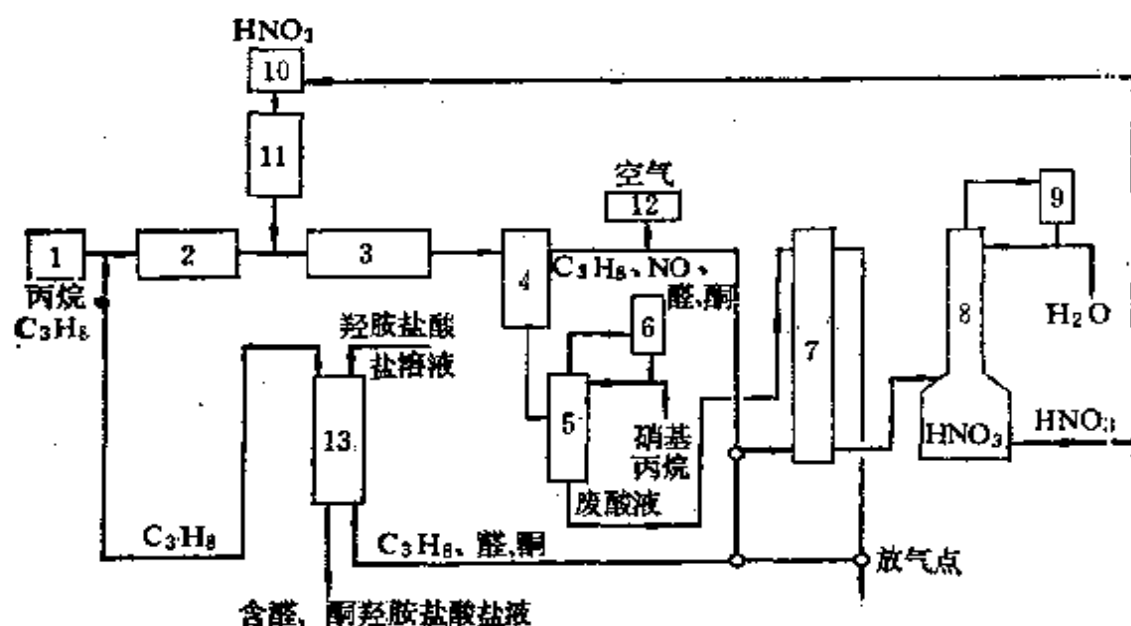 HNO3
10
11
空气
12
9
1
2
3
4
C3H8、NO、
醛,酮
丙烷
C3H8
6
7
8
H2O
羟胺盐酸
盐溶液
5
13
硝基
丙烷
HNO3
HNO3
废酸液
C3H8
C3H8、醛,酮
放气点
含醛, 酮羟胺盐酸盐液